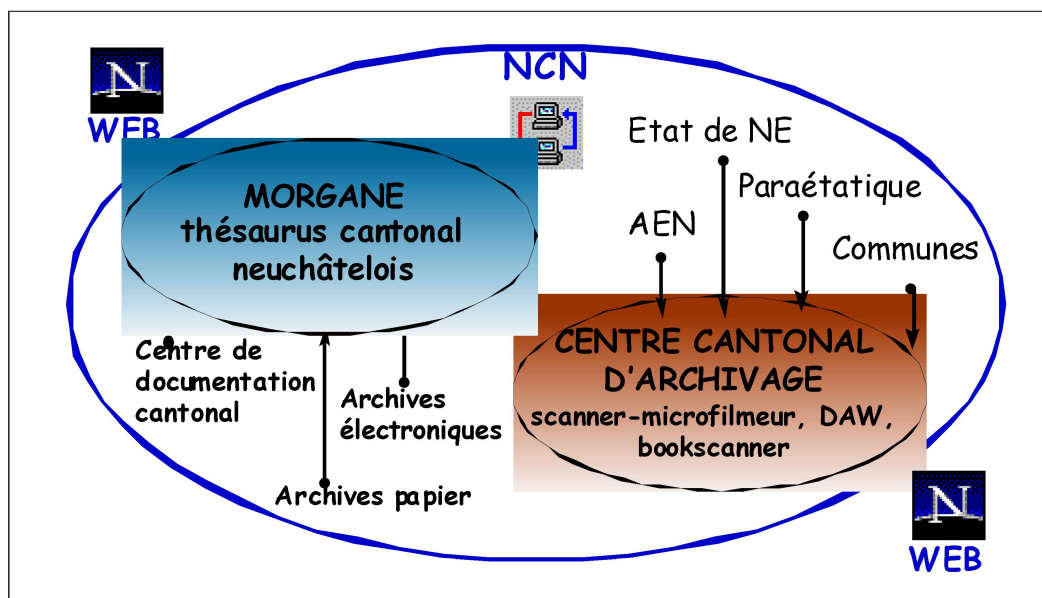 NCN
N
WEB
Etat de NE
Paraétatique
AEN
Communes
MORGANE
thésaurus cantonal
neuchâtelois
CENTRE CANTONAL
D'ARCHIVAGE
scanner-microfilmeur, DAW,
bookscanner
Centre de
documentation
cantonal
Archives
électroniques
Archives papier
N
WEB